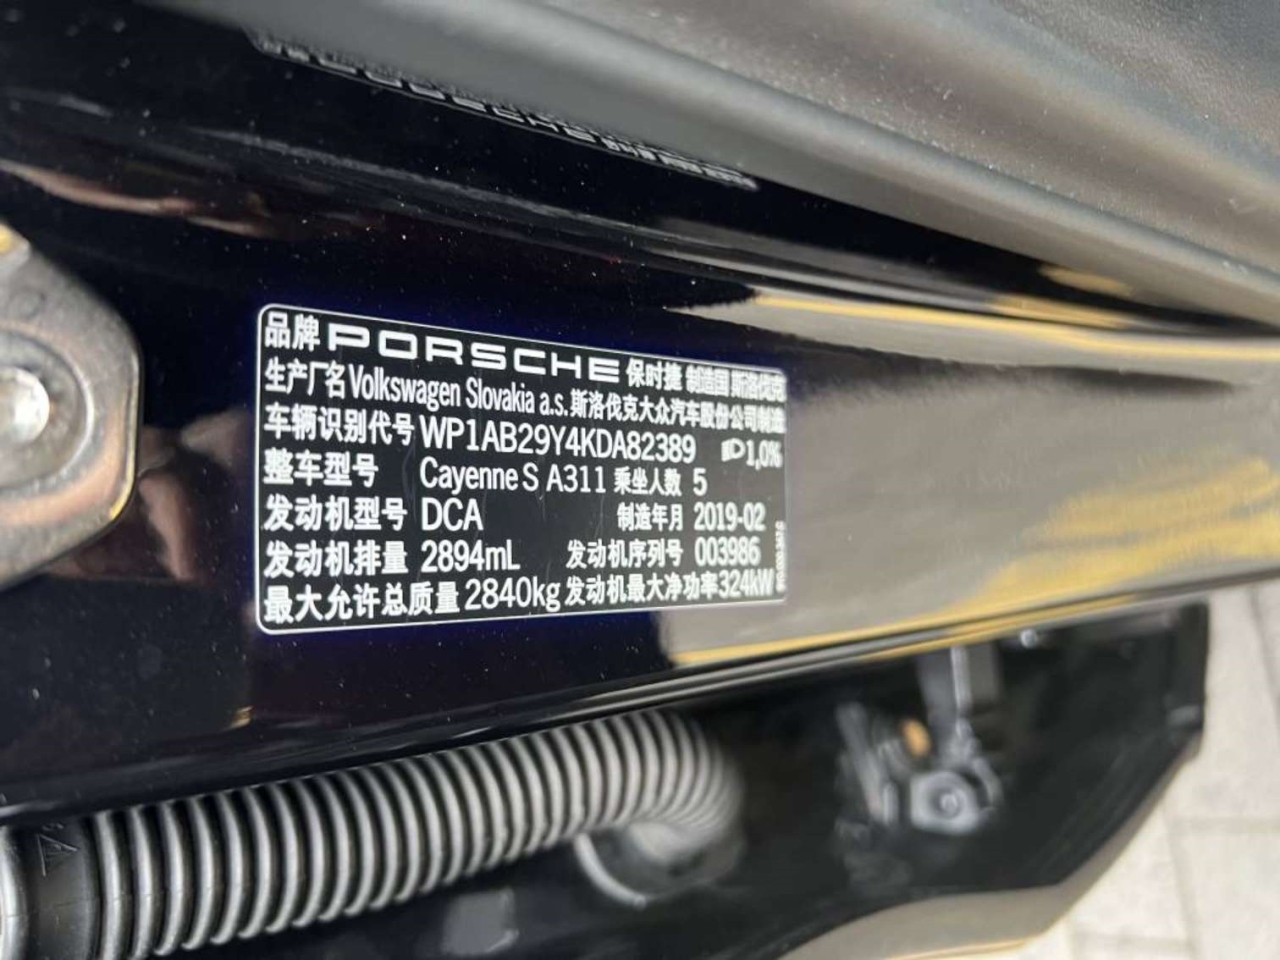 品牌 PORSCHE 保时捷 制造国 斯洛伐克
生产厂名 Volkswagen Slovakia a.s. 斯洛伐克大众汽车股份公司制造
车辆识别代号 WP1AB29Y4KDA82389 1,0%
整车型号 Cayenne S A311 乘坐人数 5
发动机型号 DCA 制造年月 2019-02
发动机排量 2894mL 发动机序列号 003986
最大允许总质量 2840kg 发动机最大净功率 324kW